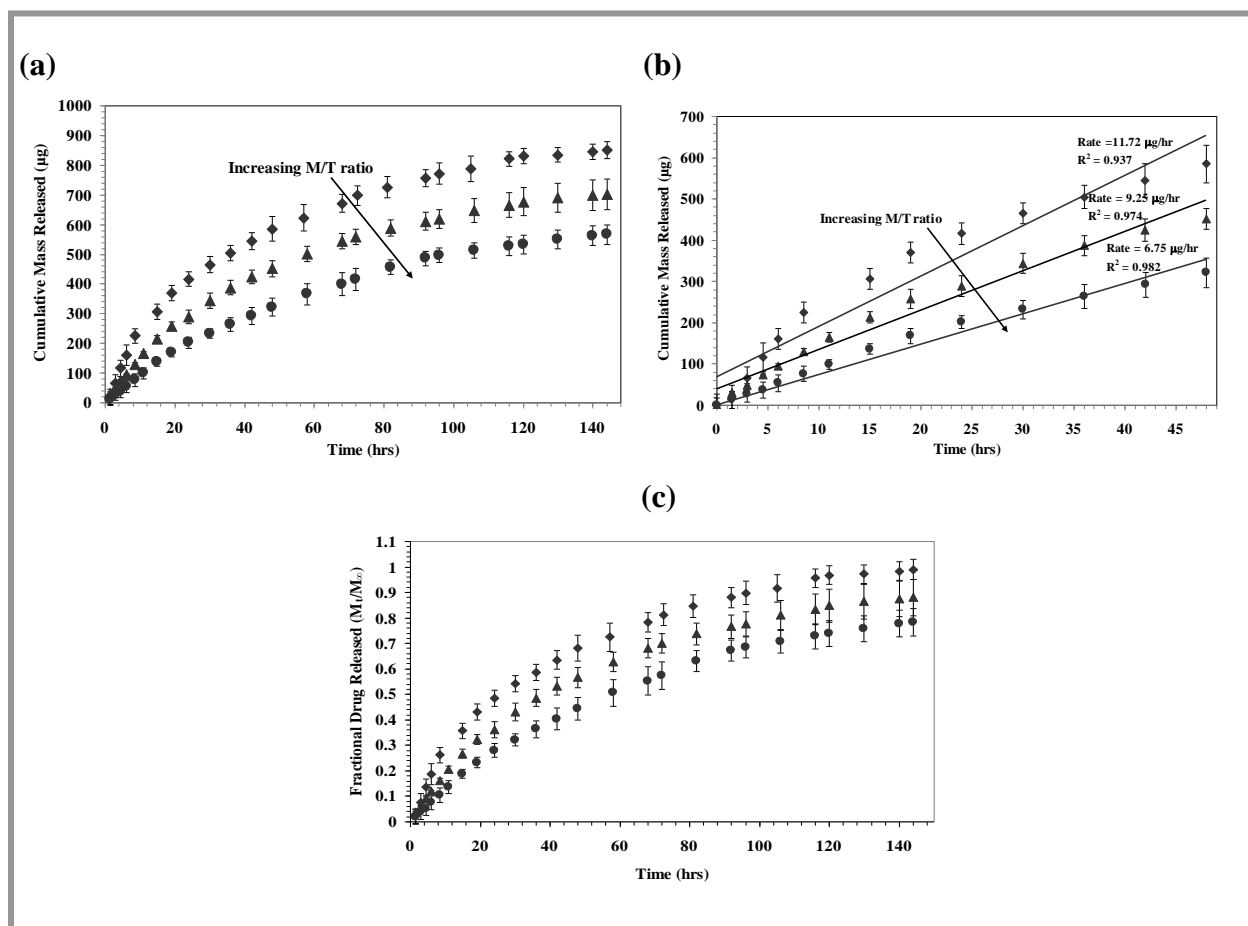 (a)
1000
900
800
700
600
500
400
300
200
100
0
0 20 40 60 80 100 120 140
Cumulative Mass Released (µg)
Time (hrs)
Increasing M/T ratio
(b)
700
600
500
400
300
200
100
0
0 5 10 15 20 25 30 35 40 45
Cumulative Mass Released (µg)
Time (hrs)
Rate =11.72 µg/hr
R² = 0.937
Rate = 9.25 µg/hr
R² = 0.974
Rate = 6.75 µg/hr
R² = 0.982
Increasing M/T ratio
(c)
1.1
1
0.9
0.8
0.7
0.6
0.5
0.4
0.3
0.2
0.1
0
0 20 40 60 80 100 120 140
Fractional Drug Released (Mt/M∞)
Time (hrs)